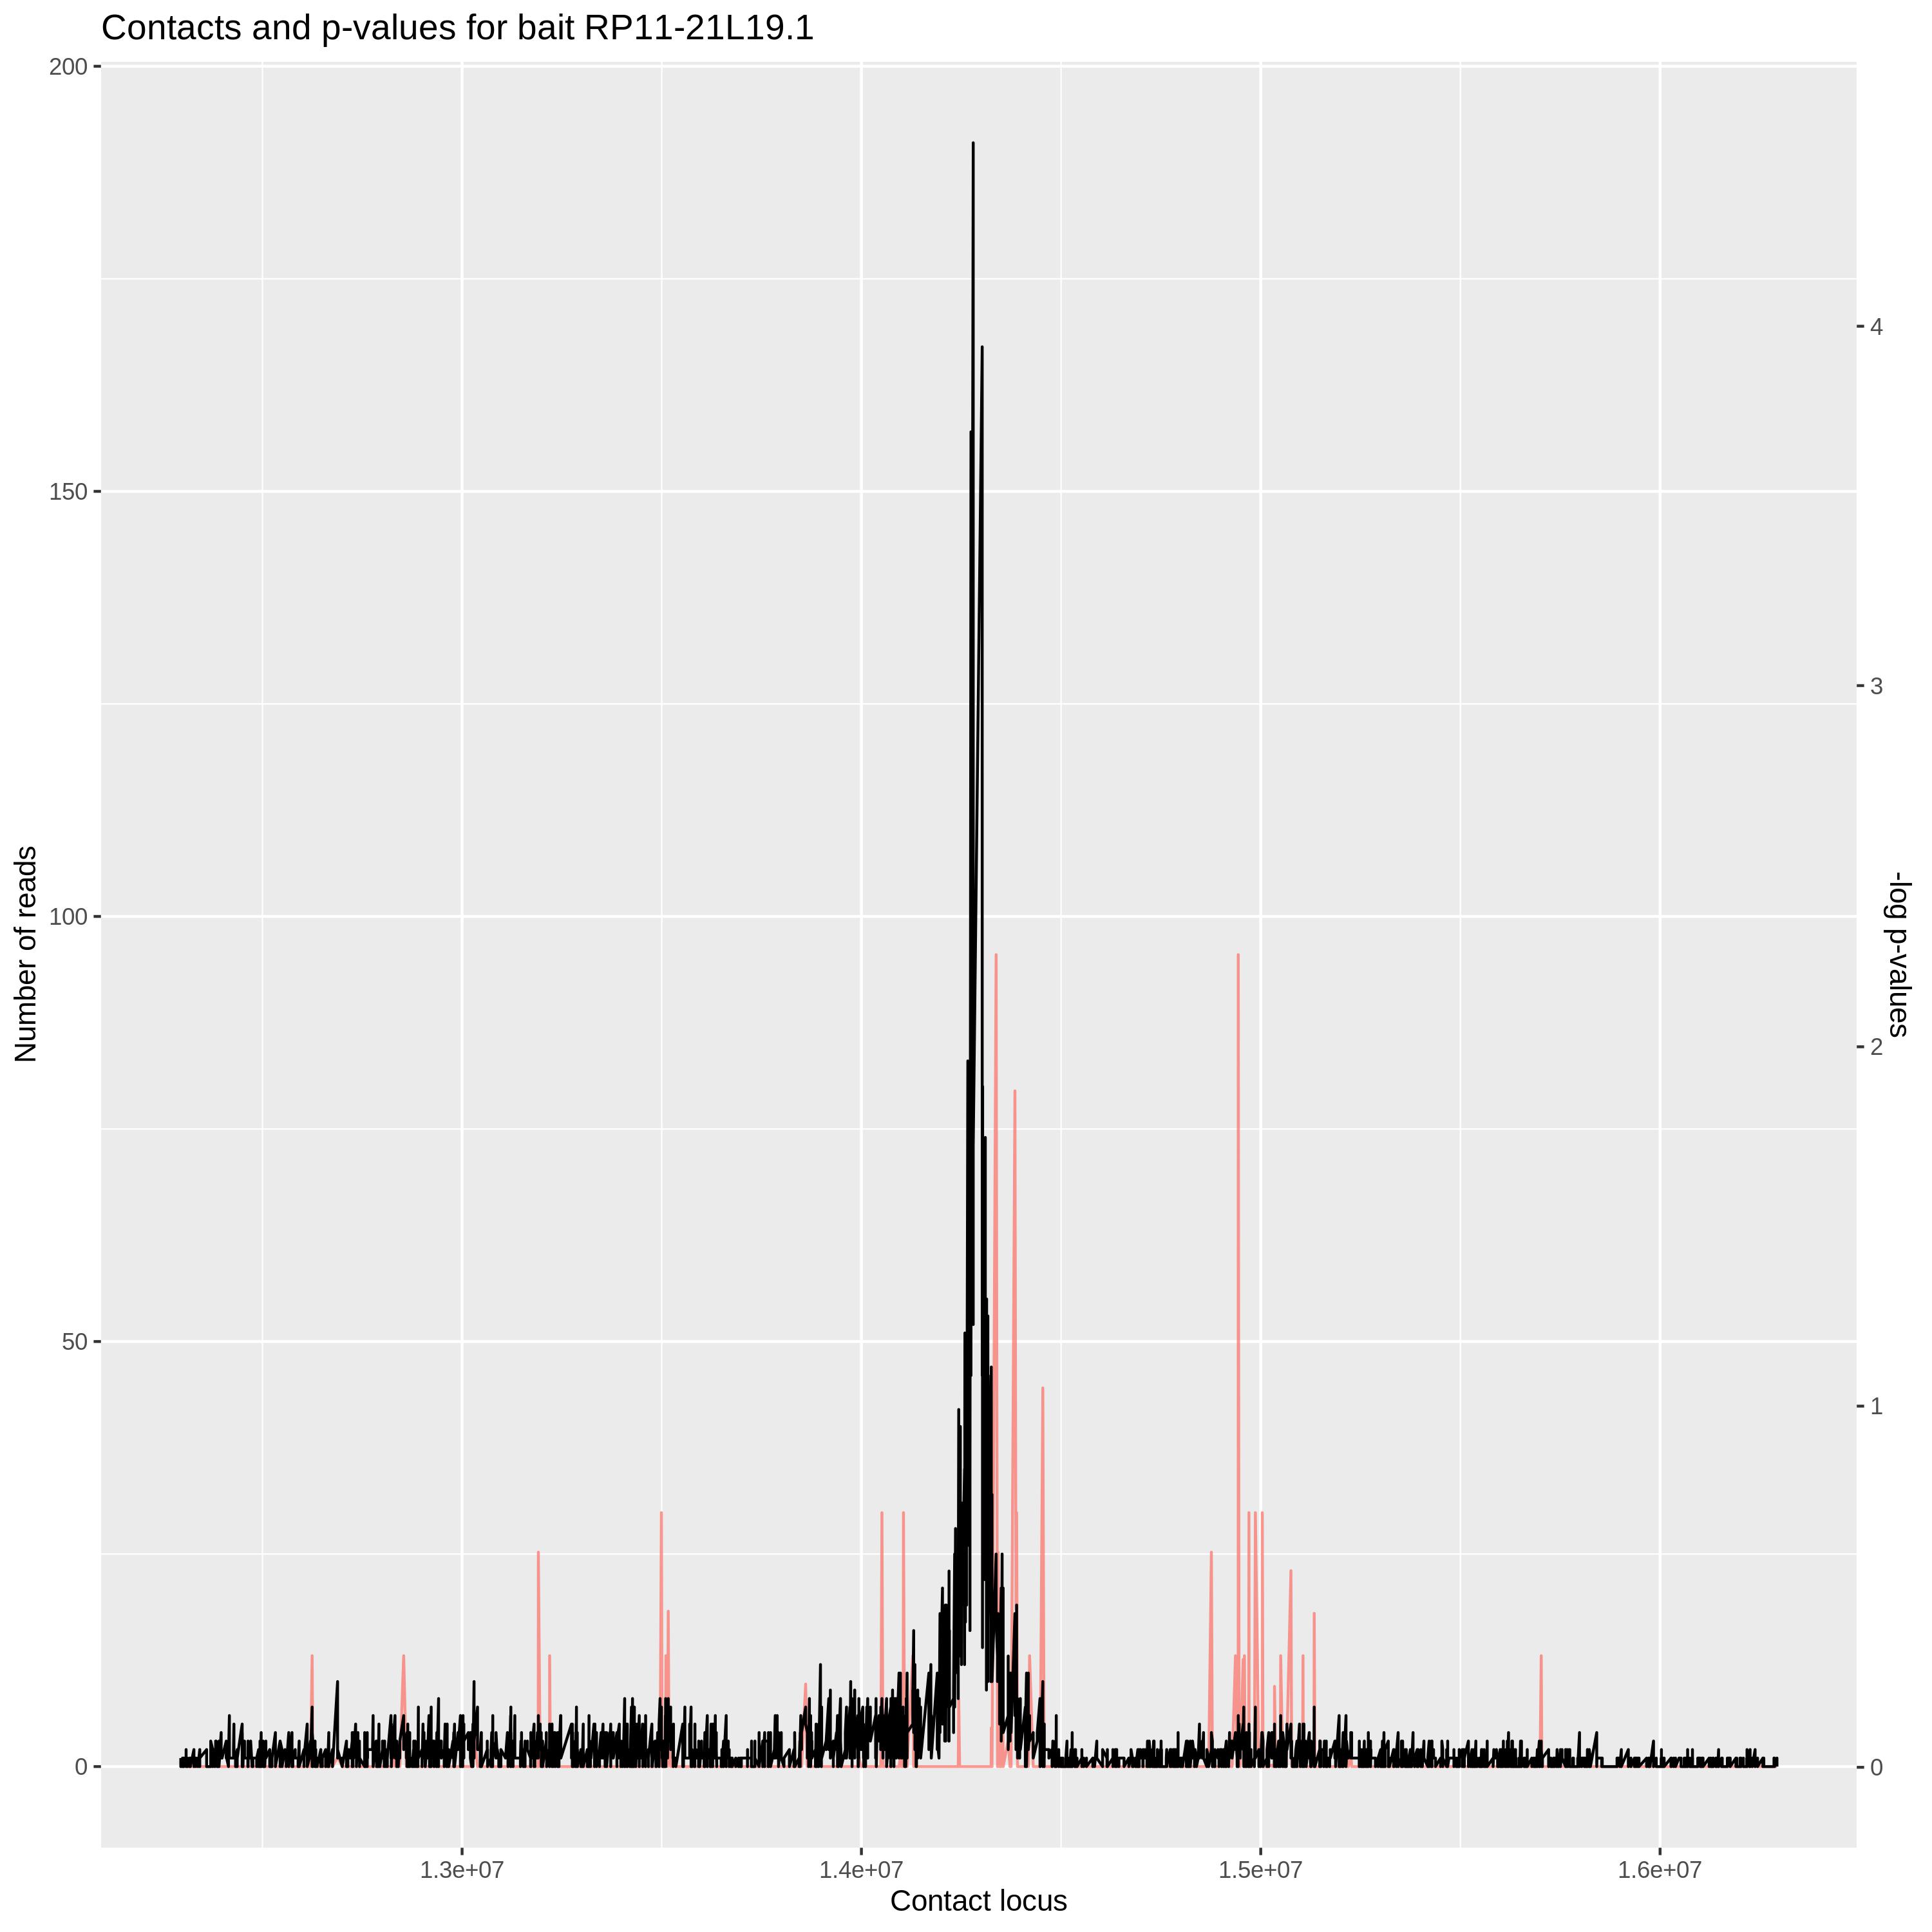 Contacts and p-values for bait RP11-21L19.1
200
150
100
50
0
Number of reads
4
3
2
1
0
-log p-values
1.3e+07 1.4e+07 1.5e+07 1.6e+07
Contact locus